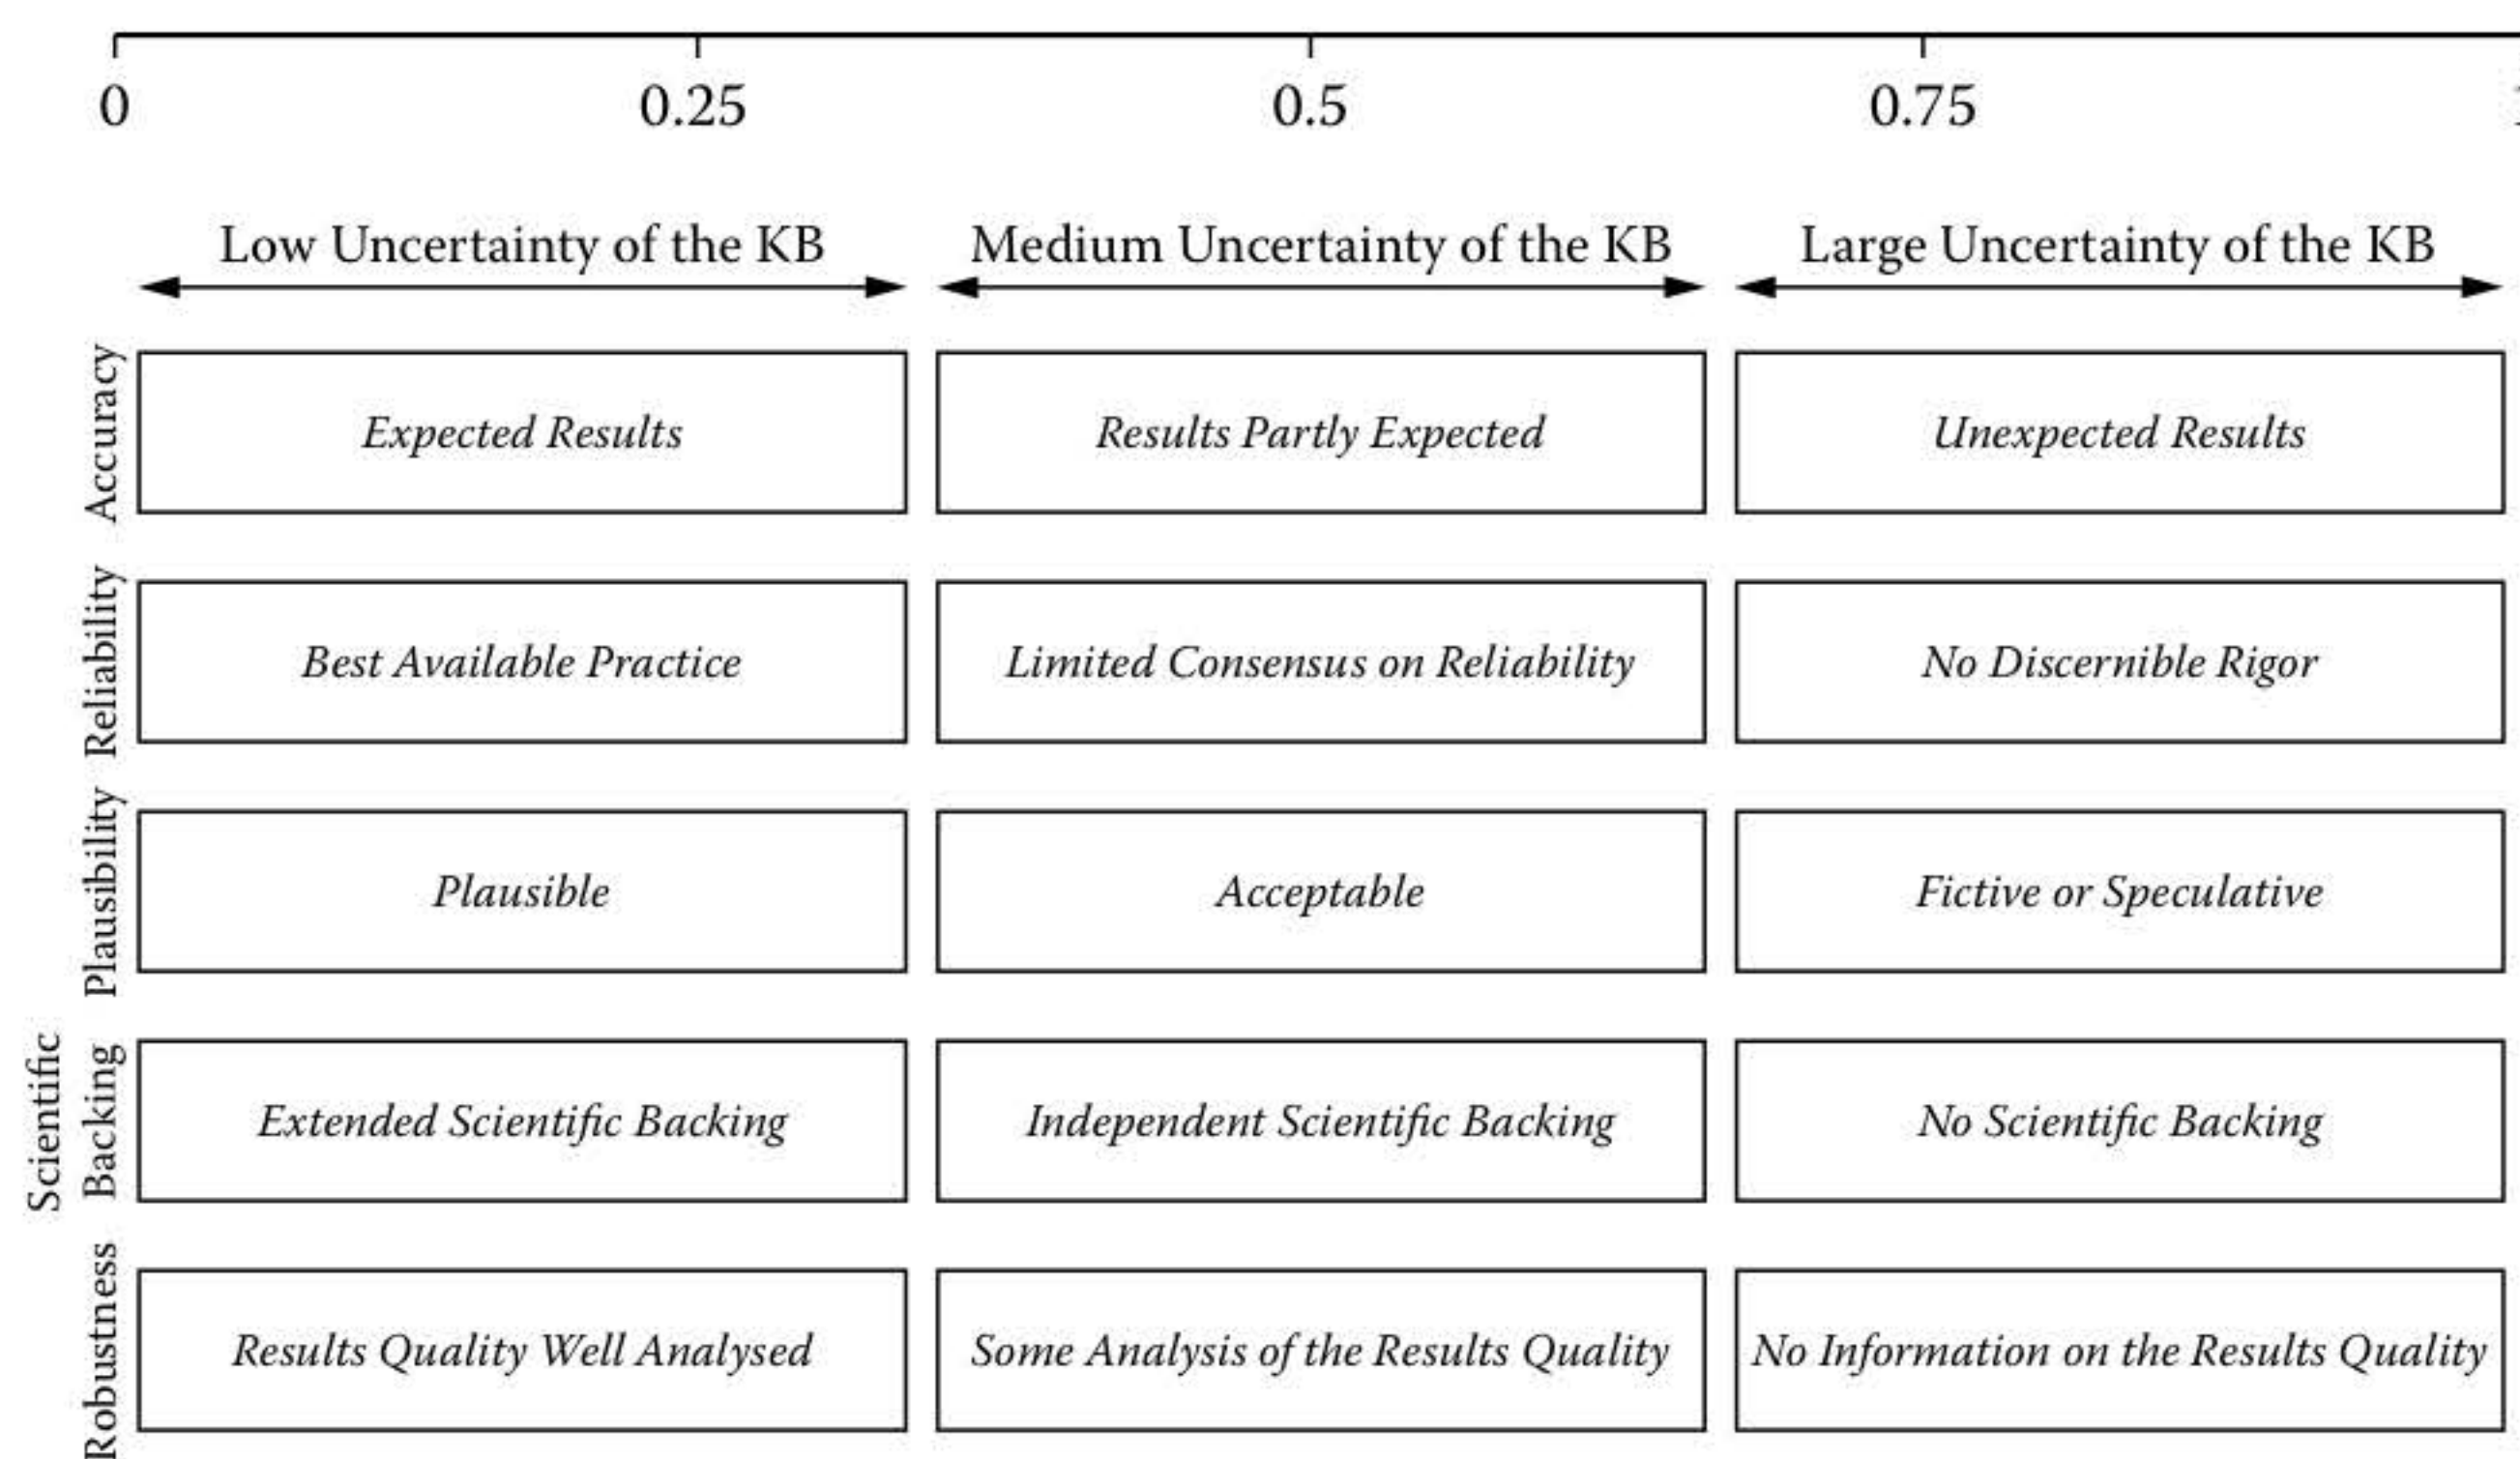 0 0.25 0.5 0.75
Low Uncertainty of the KB Medium Uncertainty of the KB Large Uncertainty of the KB
Accuracy
Expected Results Results Partly Expected Unexpected Results
Reliability
Best Available Practice Limited Consensus on Reliability No Discernible Rigor
Plausibility
Plausible Acceptable Fictive or Speculative
Scientific
Backing
Extended Scientific Backing Independent Scientific Backing No Scientific Backing
Robustness
Results Quality Well Analysed Some Analysis of the Results Quality No Information on the Results Quality